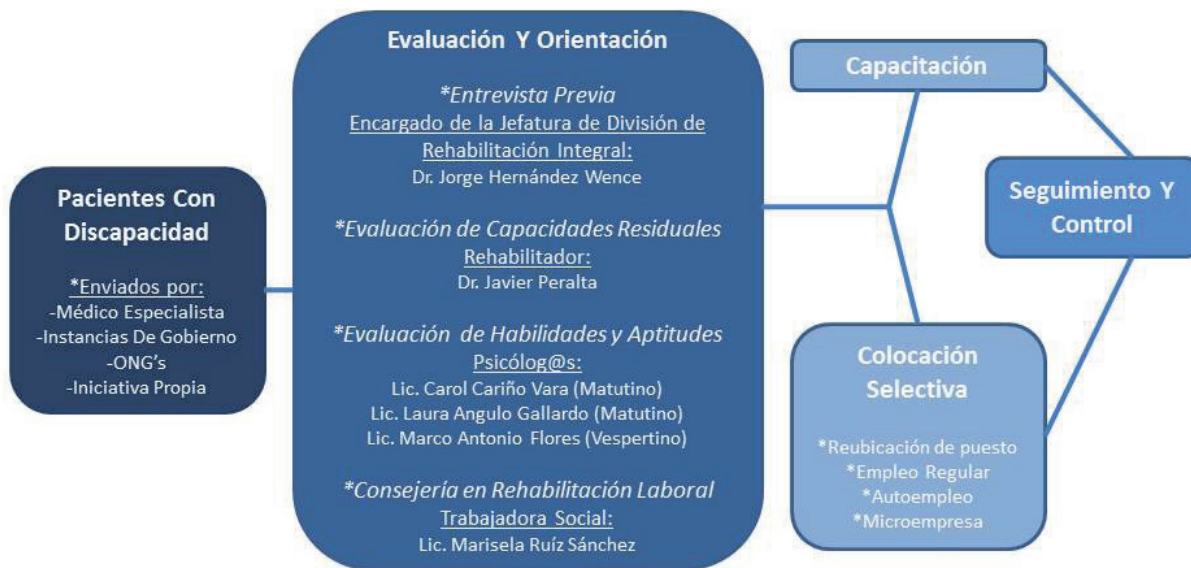 Pacientes Con
Discapacidad
*Enviados por:
-Médico Especialista
-Instancias De Gobierno
-ONG's
-Iniciativa Propia
Evaluación Y Orientación
*Entrevista Previa
Encargado de la Jefatura de División de
Rehabilitación Integral:
Dr. Jorge Hernández Wence
*Evaluación de Capacidades Residuales
Rehabilitador:
Dr. Javier Peralta
*Evaluación de Habilidades y Aptitudes
Psicólog@s:
Lic. Carol Cariño Vara (Matutino)
Lic. Laura Angulo Gallardo (Matutino)
Lic. Marco Antonio Flores (Vespertino)
*Consejería en Rehabilitación Laboral
Trabajadora Social:
Lic. Marisela Ruíz Sánchez
Capacitación
Colocación
Selectiva
*Reubicación de puesto
*Empleo Regular
*Autoempleo
*Microempresa
Seguimiento Y
Control